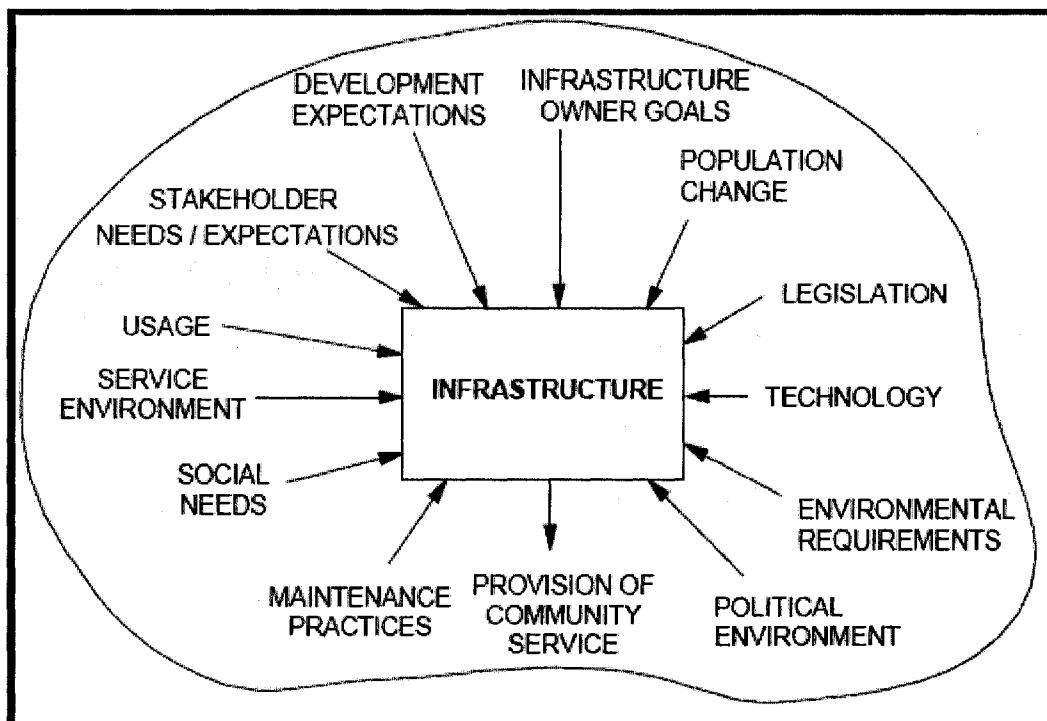 DEVELOPMENT
EXPECTATIONS
INFRASTRUCTURE
OWNER GOALS
POPULATION
CHANGE
STAKEHOLDER
NEEDS / EXPECTATIONS
LEGISLATION
USAGE
SERVICE
ENVIRONMENT
INFRASTRUCTURE
TECHNOLOGY
SOCIAL
NEEDS
ENVIRONMENTAL
REQUIREMENTS
MAINTENANCE
PRACTICES
PROVISION OF
COMMUNITY
SERVICE
POLITICAL
ENVIRONMENT